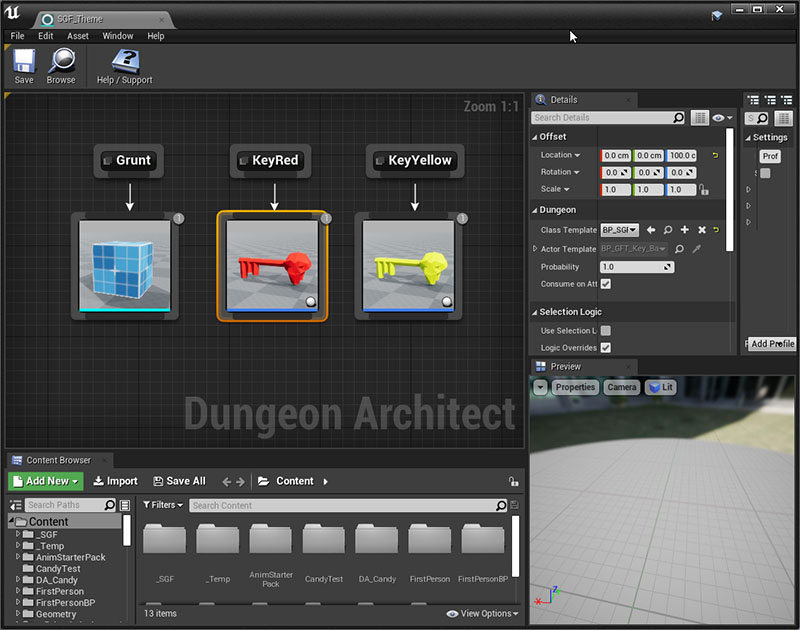 SGF_Theme
File Edit Asset Window Help
Save Browse Help / Support
Zoom 1:1
Grunt KeyRed KeyYellow
1 1 1
Dungeon Architect
Details
Search Details
Offset
Location 0.0 cm 0.0 cm 100.0 c
Rotation 0.0 0.0 0.0
Scale 1.0 1.0 1.0
Dungeon
Class Template BP_SGF
Actor Template BP_GFT_Key_Ba
Probability 1.0
Consume on Att
Selection Logic
Use Selection L
Logic Overrides
S
Settings
Prof
Add Profile
Preview
Properties Camera Lit
Z
X
Content Browser
Add New Import Save All Content
Search Paths Filters Search Content
Content
_SGF
_Temp
AnimStarterPack
CandyTest
DA_Candy
FirstPerson
FirstPersonBP
Geometry
_SGF _Temp AnimStarter Pack CandyTest DA_Candy FirstPerson FirstPersonBP
13 items View Options